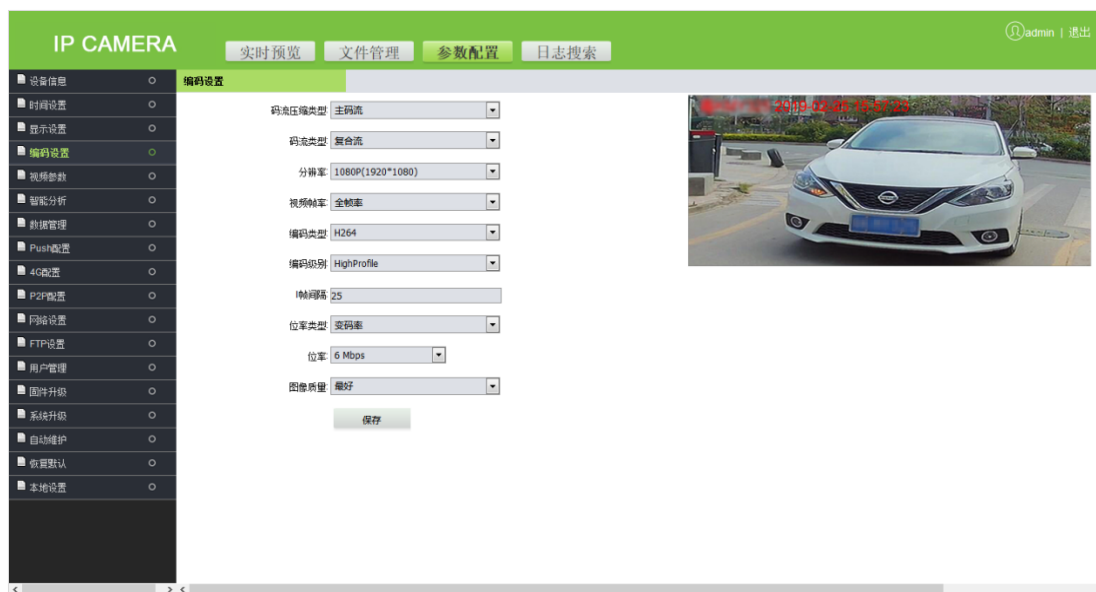 IP CAMERA
实时预览 文件管理 参数配置 日志搜索
admin | 退出
设备信息
时间设置
显示设置
编码设置
视频参数
智能分析
数据管理
Push配置
4G配置
P2P配置
网络设置
FTP设置
用户管理
固件升级
系统升级
自动维护
恢复默认
本地设置
编码设置
码流压缩类型: 主码流
码流类型: 复合流
分辨率: 1080P(1920*1080)
视频帧率: 全帧率
编码类型: H264
编码级别: HighProfile
I帧间隔: 25
位率类型: 变码率
位率: 6 Mbps
图像质量: 最好
保存
2019-02-26 15:57:23